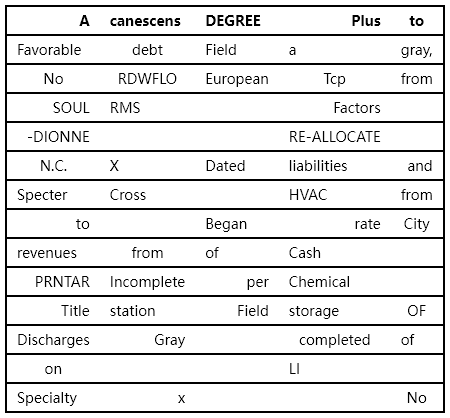 A canescens DEGREE Plus to
Favorable debt Field a gray,
No RDWFLO European Tcp from
SOUL RMS Factors
-DIONNE RE-ALLOCATE
N.C. X Dated liabilities and
Specter Cross HVAC from
to Began rate City
revenues from of Cash
PRNTAR Incomplete per Chemical
Title station Field storage OF
Discharges Gray completed of
on LI
Specialty x No